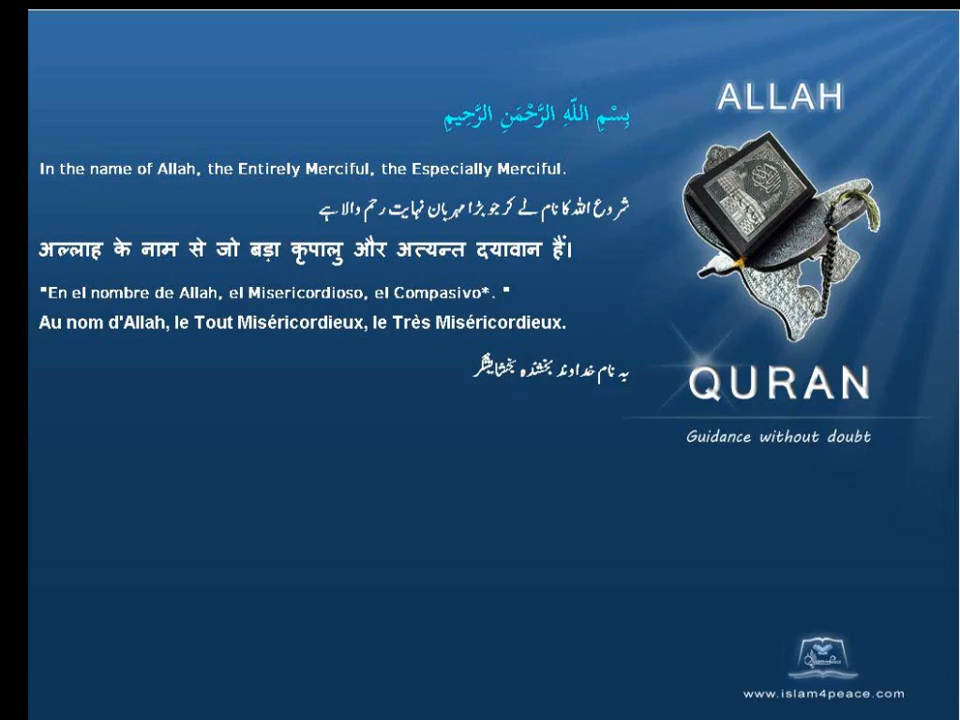 بِسْمِ اللَّهِ الرَّحْمَنِ الرَّحِيمِ
In the name of Allah, the Entirely Merciful, the Especially Merciful.
شروع الله کا نام لے کر جو بڑا مہربان نہایت رحم والا ہے
अल्लाह के नाम से जो बड़ा कृपालु और अत्यन्त दयावान हैं।
"En el nombre de Allah, el Misericordioso, el Compasivo*. "
Au nom d'Allah, le Tout Miséricordieux, le Très Miséricordieux.
به نام خداوند بخشنده بخشایشگر
ALLAH
QURAN
Guidance without doubt
www.islam4peace.com